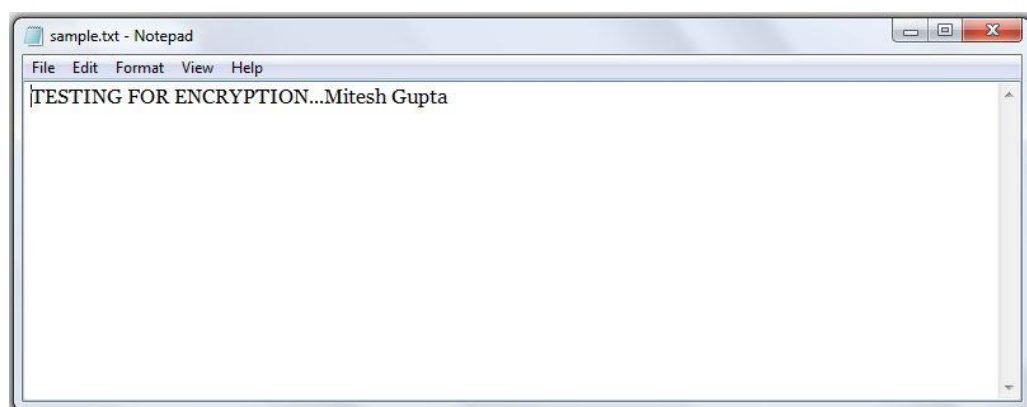 sample.txt - Notepad
File Edit Format View Help
TESTING FOR ENCRYPTION...Mitesh Gupta